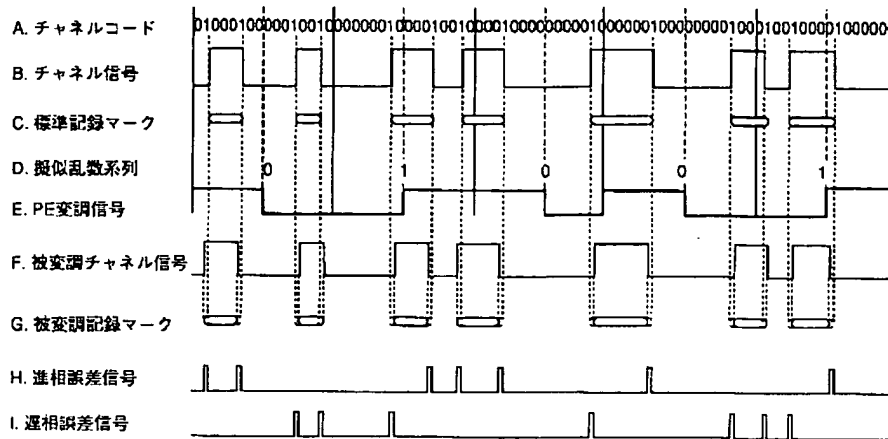 A. チャネルコード
B. チャネル信号
C. 標準記録マーク
D. 擬似乱数系列 0 1 0 0 1
E. PE変調信号
F. 被変調チャネル信号
G. 被変調記録マーク
H. 進相誤差信号
I. 遅相誤差信号